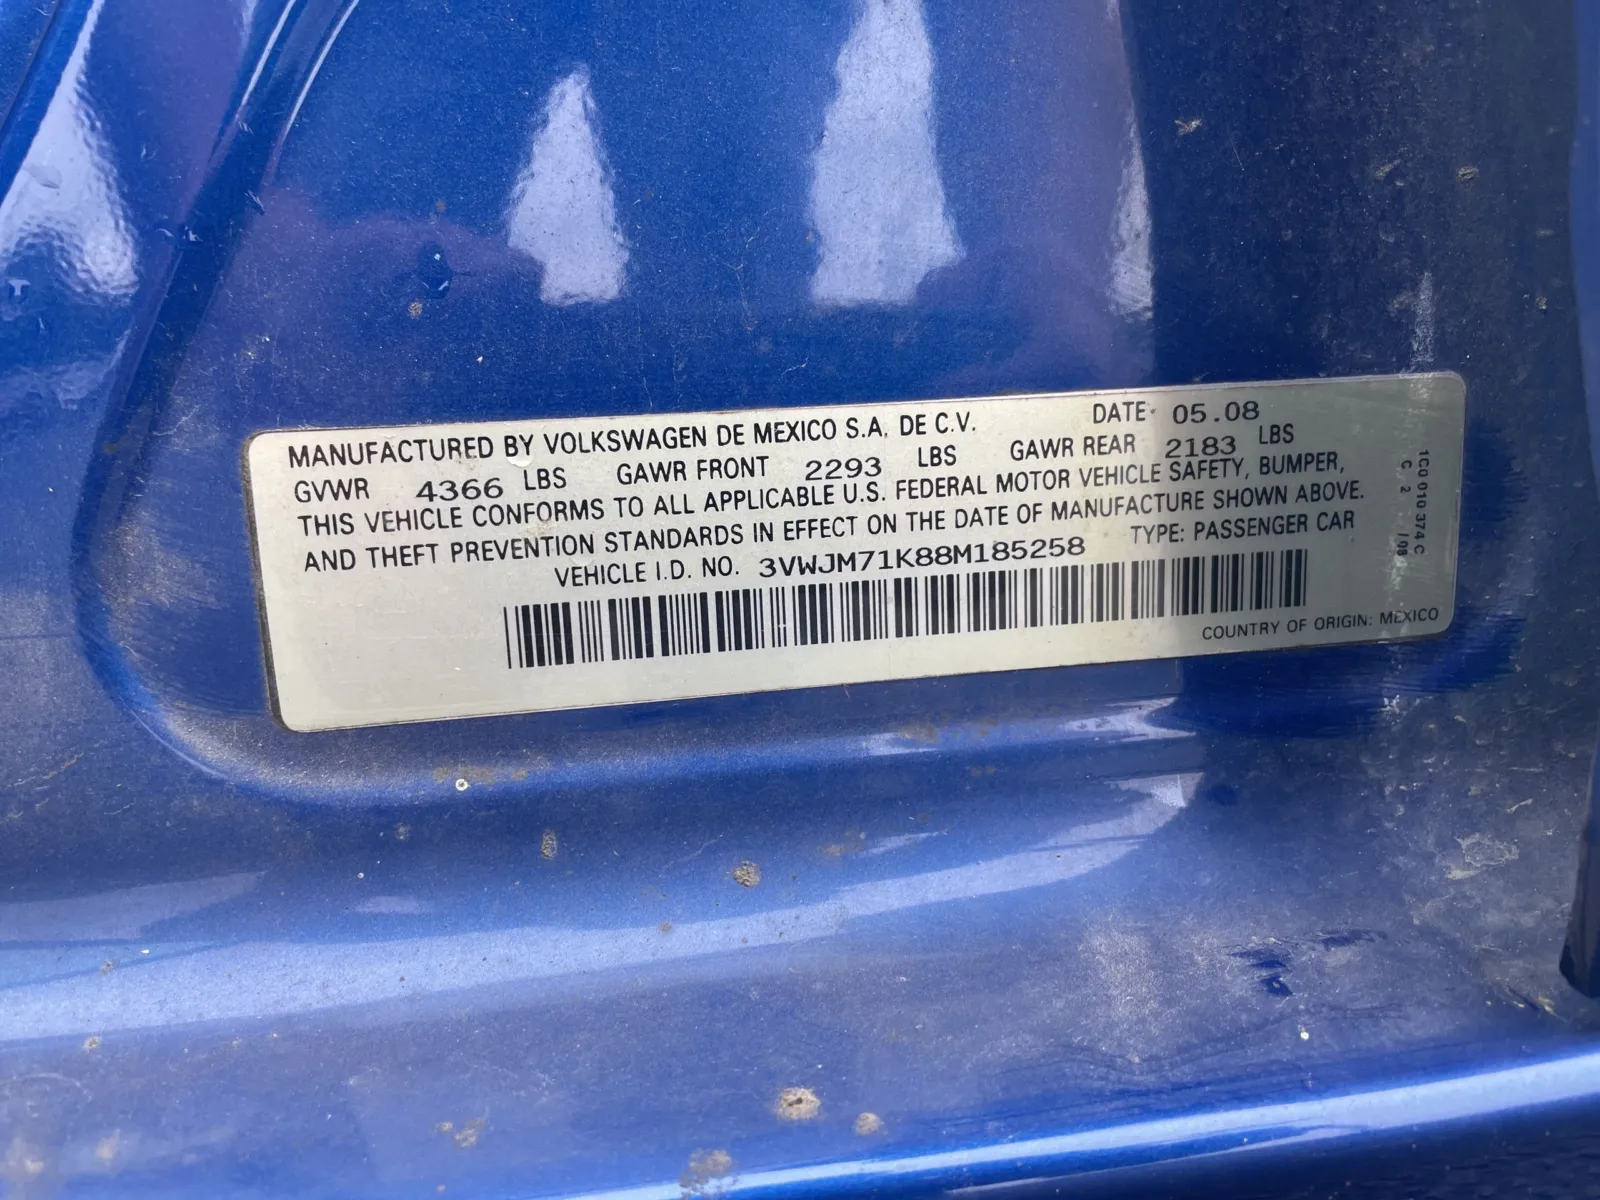 MANUFACTURED BY VOLKSWAGEN DE MEXICO S.A. DE C.V. DATE 05.08
GVWR 4366 LBS GAWR FRONT 2293 LBS GAWR REAR 2183 LBS
THIS VEHICLE CONFORMS TO ALL APPLICABLE U.S. FEDERAL MOTOR VEHICLE SAFETY, BUMPER,
AND THEFT PREVENTION STANDARDS IN EFFECT ON THE DATE OF MANUFACTURE SHOWN ABOVE.
VEHICLE I.D. NO. 3VWJM71K88M185258 TYPE: PASSENGER CAR
COUNTRY OF ORIGIN: MEXICO
1C0 010 374 C